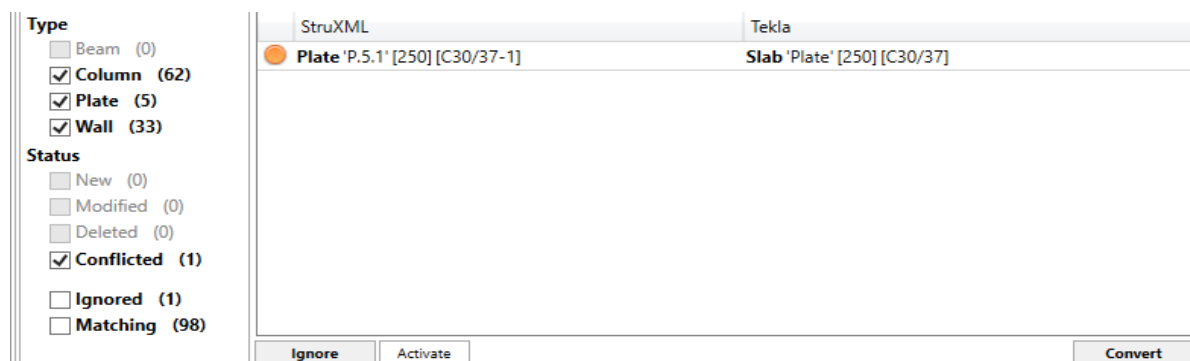 Type
Beam (0)
Column (62)
Plate (5)
Wall (33)
Status
New (0)
Modified (0)
Deleted (0)
Conflicted (1)
Ignored (1)
Matching (98)
StruXML Tekla
Plate 'P.5.1' [250] [C30/37-1] Slab 'Plate' [250] [C30/37]
Ignore Activate Convert